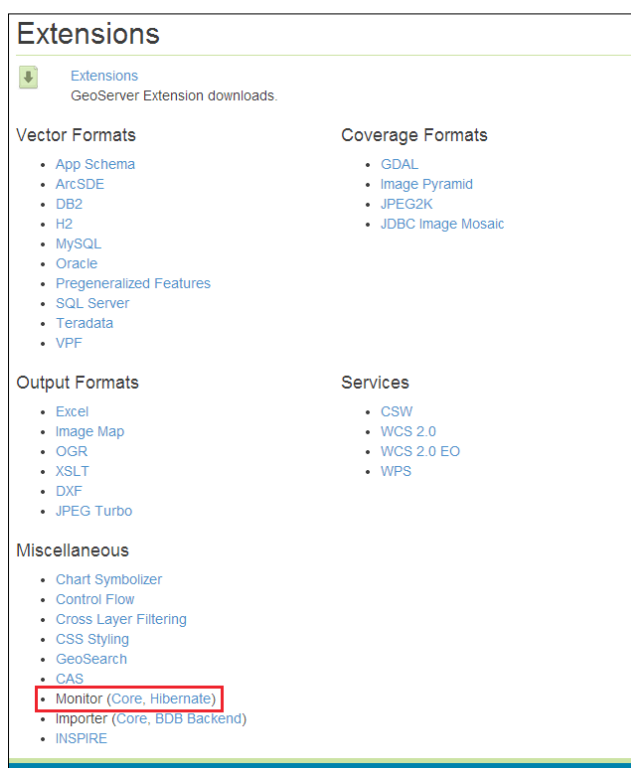 Extensions
Extensions
GeoServer Extension downloads.
Vector Formats
• App Schema
• ArcSDE
• DB2
• H2
• MySQL
• Oracle
• Pregeneralized Features
• SQL Server
• Teradata
• VPF
Coverage Formats
• GDAL
• Image Pyramid
• JPEG2K
• JDBC Image Mosaic
Output Formats
• Excel
• Image Map
• OGR
• XSLT
• DXF
• JPEG Turbo
Services
• CSW
• WCS 2.0
• WCS 2.0 EO
• WPS
Miscellaneous
• Chart Symbolizer
• Control Flow
• Cross Layer Filtering
• CSS Styling
• GeoSearch
• CAS
• Monitor (Core, Hibernate)
• Importer (Core, BDB Backend)
• INSPIRE